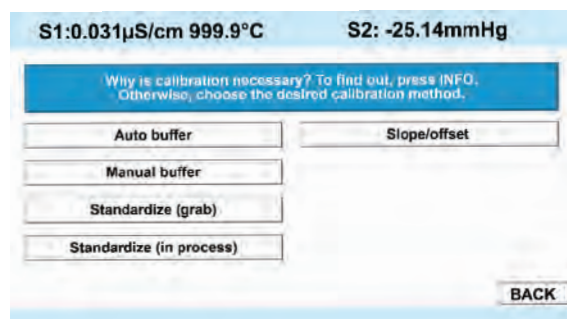 S1:0.031µS/cm 999.9°C S2: -25.14mmHg
Why is calibration necessary? To find out, press INFO.
Otherwise, choose the desired calibration method.
Auto buffer Slope/offset
Manual buffer
Standardize (grab)
Standardize (in process)
BACK